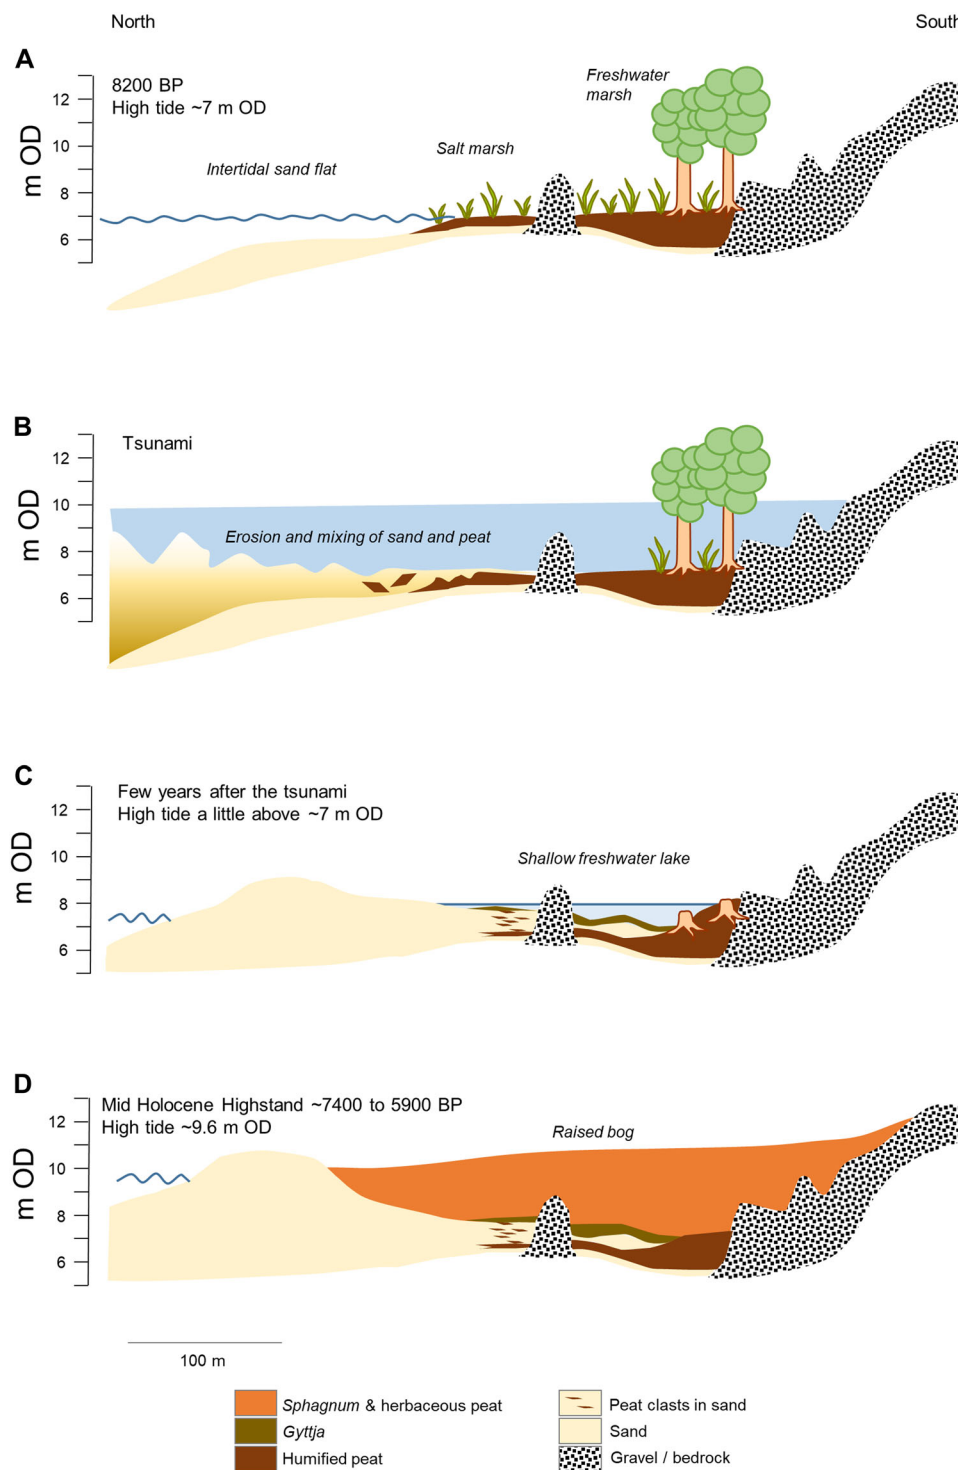 North
South
A
8200 BP
High tide ~7 m OD
Freshwater
marsh
Salt marsh
Intertidal sand flat
m OD
12
10
8
6
B
Tsunami
Erosion and mixing of sand and peat
m OD
12
10
8
6
C
Few years after the tsunami
High tide a little above ~7 m OD
Shallow freshwater lake
m OD
12
10
8
6
D
Mid Holocene Highstand ~7400 to 5900 BP
High tide ~9.6 m OD
Raised bog
m OD
12
10
8
6
100 m
Sphagnum & herbaceous peat
Gyttja
Humified peat
Peat clasts in sand
Sand
Gravel / bedrock